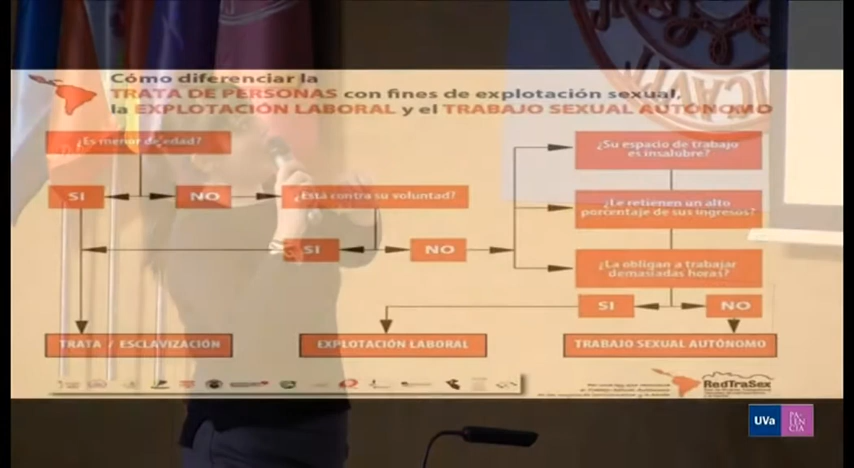 Cómo diferenciar la
TRATA DE PERSONAS con fines de explotación sexual,
la EXPLOTACIÓN LABORAL y el TRABAJO SEXUAL AUTÓNOMO
¿Es menor de edad?
¿Su espacio de trabajo
es insalubre?
SI
NO
¿Está contra su voluntad?
¿Le retienen un alto
porcentaje de sus ingresos?
SI
NO
¿La obligan a trabajar
demasiadas horas?
SI
NO
TRATA / ESCLAVIZACIÓN
EXPLOTACIÓN LABORAL
TRABAJO SEXUAL AUTÓNOMO
RedTraSex
UVa
PA
LEN
CIA